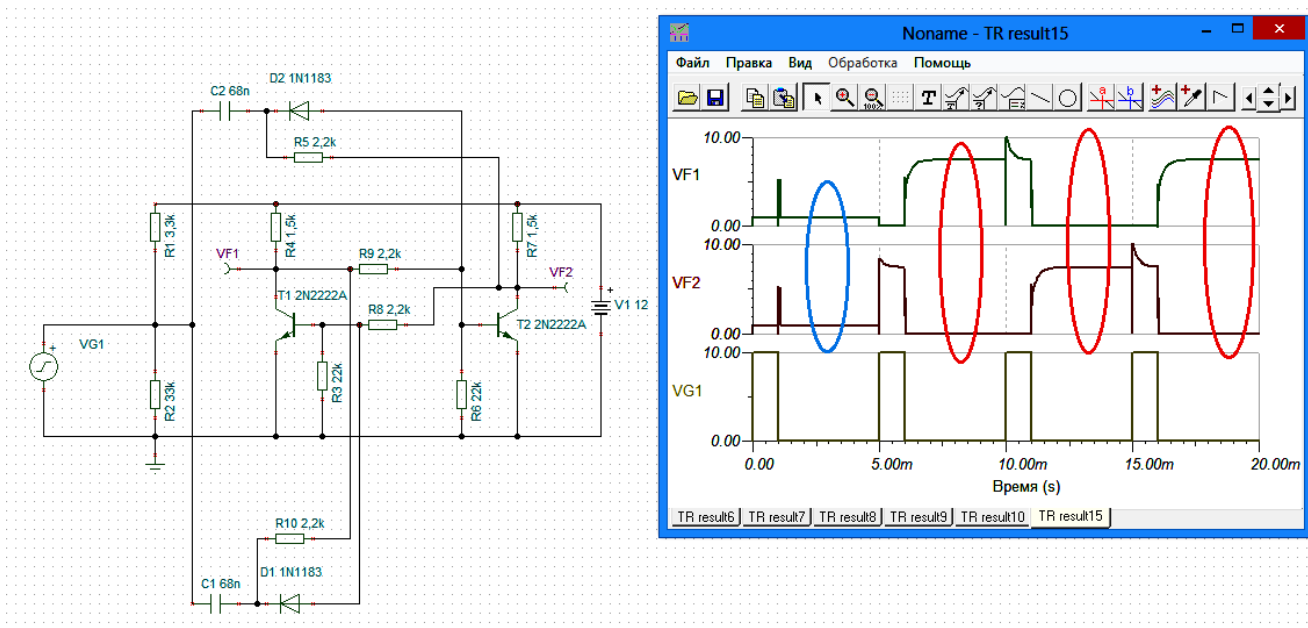 Noname - TR result15
Файл Правка Вид Обработка Помощь
T
100%
a
b
D2 1N1183
C2 68n
R5 2,2k
R1 3,3k
R4 1,5k
R7 1,5k
VF1
R9 2,2k
VF2
T1 2N2222A
R8 2,2k
T2 2N2222A
+
V1 12
VG1
+
R2 33k
R3 22k
R6 22k
R10 2,2k
C1 68n
D1 1N1183
10.00
VF1
0.00
10.00
VF2
0.00
10.00
VG1
0.00
0.00 5.00m 10.00m 15.00m 20.00m
Время (s)
TR result6 TR result7 TR result8 TR result9 TR result10 TR result15